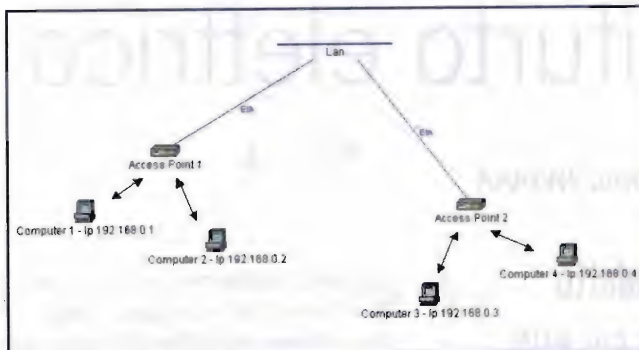 Lan
Eth
Eth
Access Point 1
Access Point 2
Computer 1 - Ip 192.168.0.1
Computer 2 - Ip 192.168.0.2
Computer 4 - Ip 192.168.0.4
Computer 3 - Ip 192.168.0.3